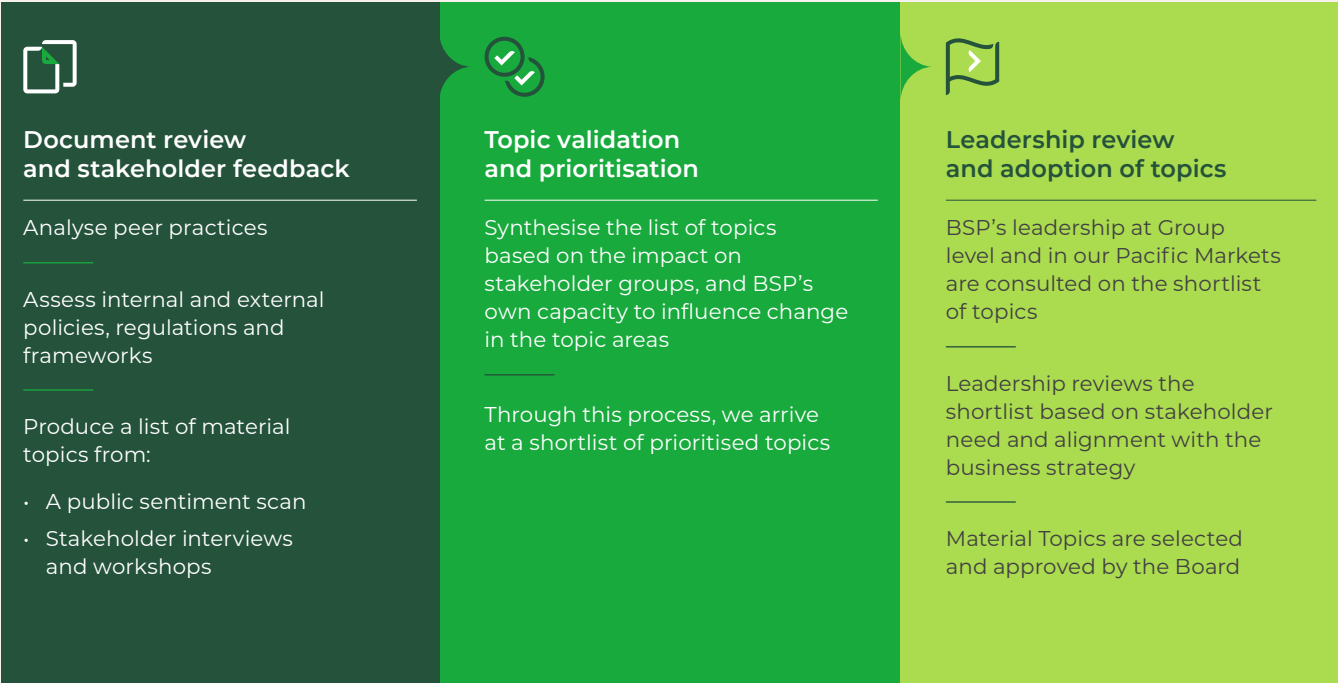 Document review
and stakeholder feedback
Analyse peer practices
Assess internal and external
policies, regulations and
frameworks
Produce a list of material
topics from:
• A public sentiment scan
• Stakeholder interviews
and workshops
Topic validation
and prioritisation
Synthesise the list of topics
based on the impact on
stakeholder groups, and BSP’s
own capacity to influence change
in the topic areas
Through this process, we arrive
at a shortlist of prioritised topics
Leadership review
and adoption of topics
BSP’s leadership at Group
level and in our Pacific Markets
are consulted on the shortlist
of topics
Leadership reviews the
shortlist based on stakeholder
need and alignment with the
business strategy
Material Topics are selected
and approved by the Board